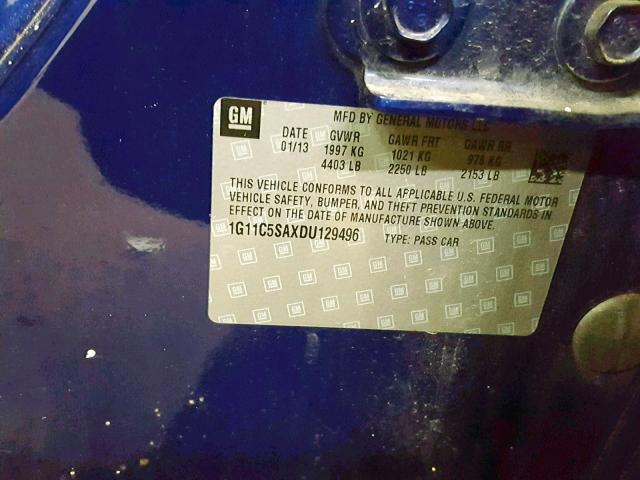 GM
MFD BY GENERAL MOTORS LLC
DATE GVWR GAWR FRT GAWR RR
01/13 1997 KG 1021 KG 976 KG
4403 LB 2250 LB 2153 LB
THIS VEHICLE CONFORMS TO ALL APPLICABLE U.S. FEDERAL MOTOR
VEHICLE SAFETY, BUMPER, AND THEFT PREVENTION STANDARDS IN
EFFECT ON THE DATE OF MANUFACTURE SHOWN ABOVE.
1G11C5SAXDU129496 TYPE: PASS CAR